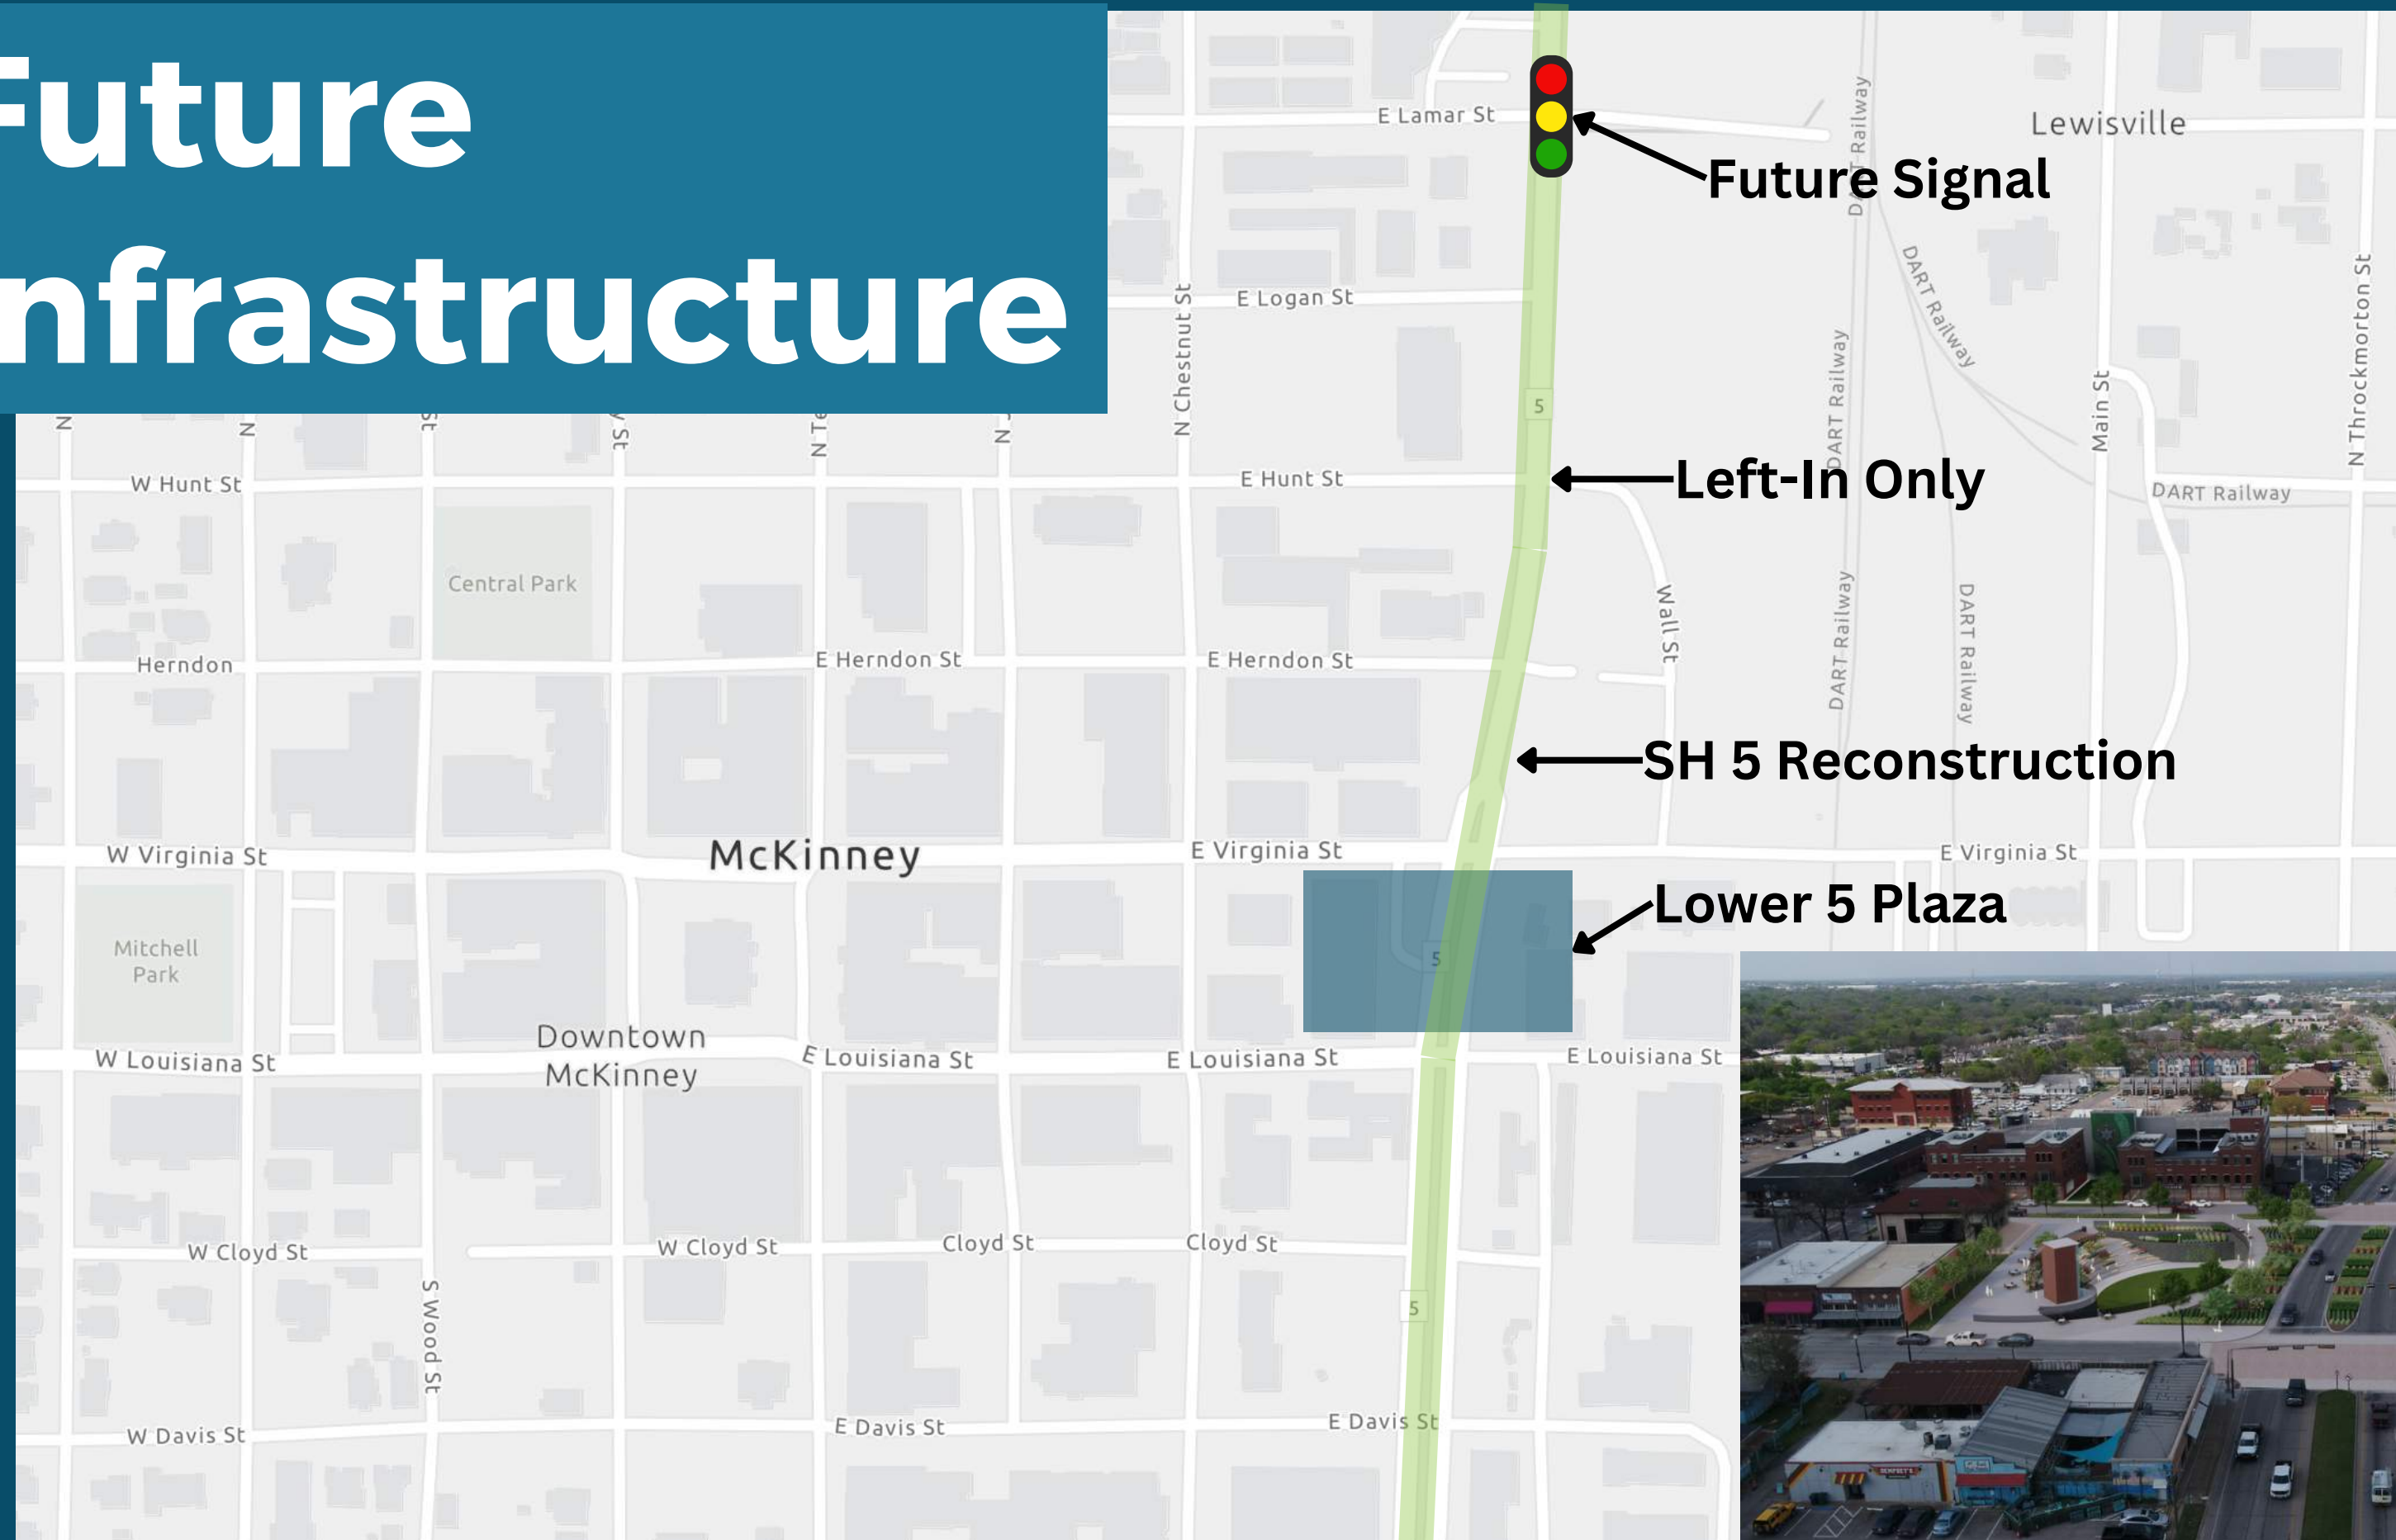 Future
nfrastructure
E Lamar St
Lewisville
DART Railway
Future Signal
E Logan St
N Chestnut St
DART Railway
N Throckmorton St
5
DART Railway
Main St
N
N
St
y St
N Te
N J
W Hunt St
E Hunt St
Left-In Only
DART Railway
Central Park
Wall St
DART Railway
DART Railway
Herndon
E Herndon St
E Herndon St
SH 5 Reconstruction
W Virginia St
McKinney
E Virginia St
E Virginia St
Lower 5 Plaza
Mitchell
Park
5
Downtown
McKinney
W Louisiana St
E Louisiana St
E Louisiana St
E Louisiana St
W Cloyd St
W Cloyd St
Cloyd St
Cloyd St
S Wood St
5
W Davis St
E Davis St
E Davis St